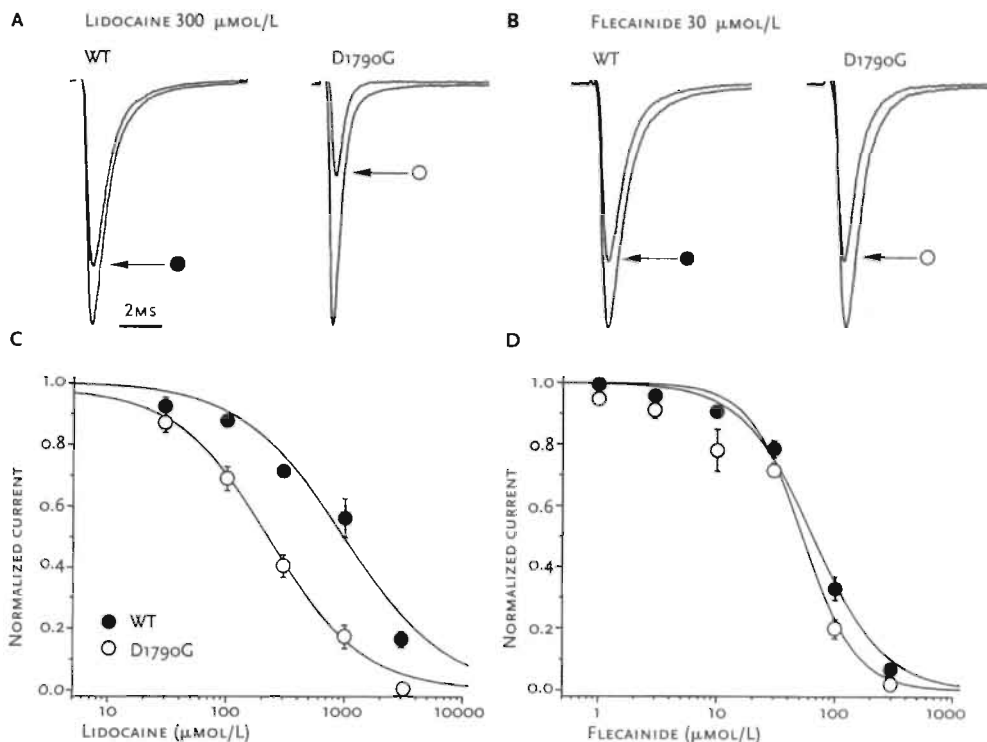 A LIDOCAINE 300 µMOL/L
WT
D1790G
2MS
B FLECAINIDE 30 µMOL/L
WT
D1790G
C
NORMALIZED CURRENT
1.0
0.8
0.6
0.4
0.2
0.0
WT
D1790G
10 100 1000 10000
LIDOCAINE (µMOL/L)
D
NORMALIZED CURRENT
1.0
0.8
0.6
0.4
0.2
0.0
1 10 100 1000
FLECAINIDE (µMOL/L)